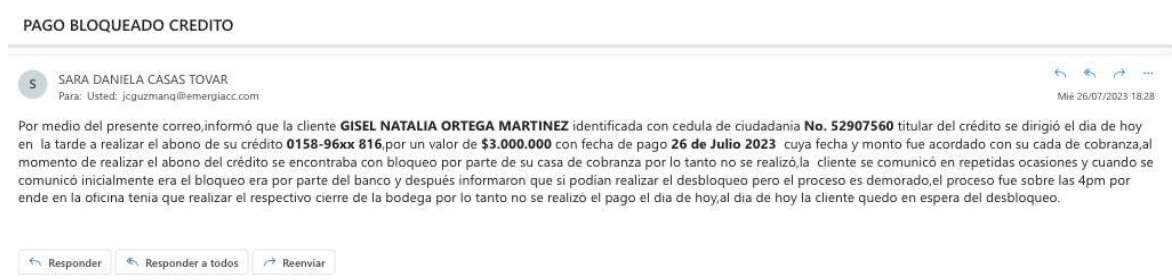 PAGO BLOQUEADO CREDITO
S
SARA DANIELA CASAS TOVAR
Para: Usted: jcguzmanq@emergiacc.com
Mié 26/07/2023 18:28
Por medio del presente correo,informó que la cliente GISEL NATALIA ORTEGA MARTINEZ identificada con cedula de ciudadania No. 52907560 titular del crédito se dirigió el dia de hoy
en la tarde a realizar el abono de su crédito 0158-96xx 816,por un valor de $3.000.000 con fecha de pago 26 de Julio 2023 cuya fecha y monto fue acordado con su cada de cobranza,al
momento de realizar el abono del crédito se encontraba con bloqueo por parte de su casa de cobranza por lo tanto no se realizó,la cliente se comunicó en repetidas ocasiones y cuando se
comunicó inicialmente era el bloqueo era por parte del banco y después informaron que si podían realizar el desbloqueo pero el proceso es demorado,el proceso fue sobre las 4pm por
ende en la oficina tenía que realizar el respectivo cierre de la bodega por lo tanto no se realizó el pago el dia de hoy,al dia de hoy la cliente quedo en espera del desbloqueo.
Responder
Responder a todos
Reenviar